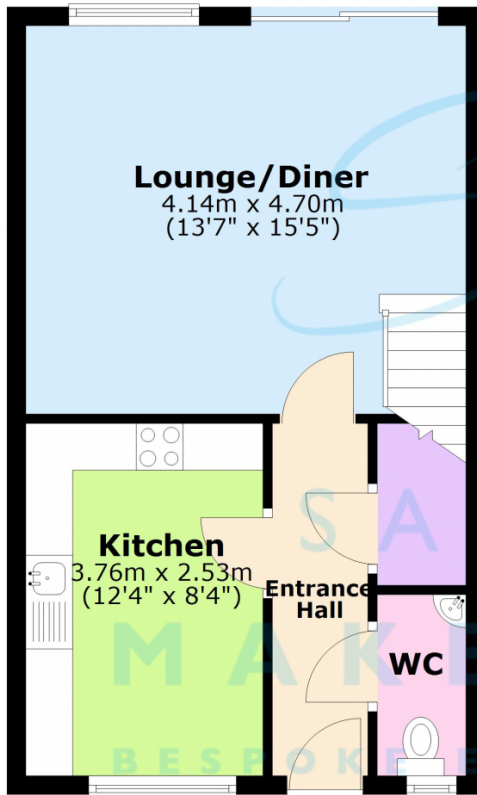 Lounge/Diner
4.14m x 4.70m
(13'7" x 15'5")
Kitchen
3.76m x 2.53m
(12'4" x 8'4")
Entrance
Hall
WC
S A
M A K E
BESPOKE E